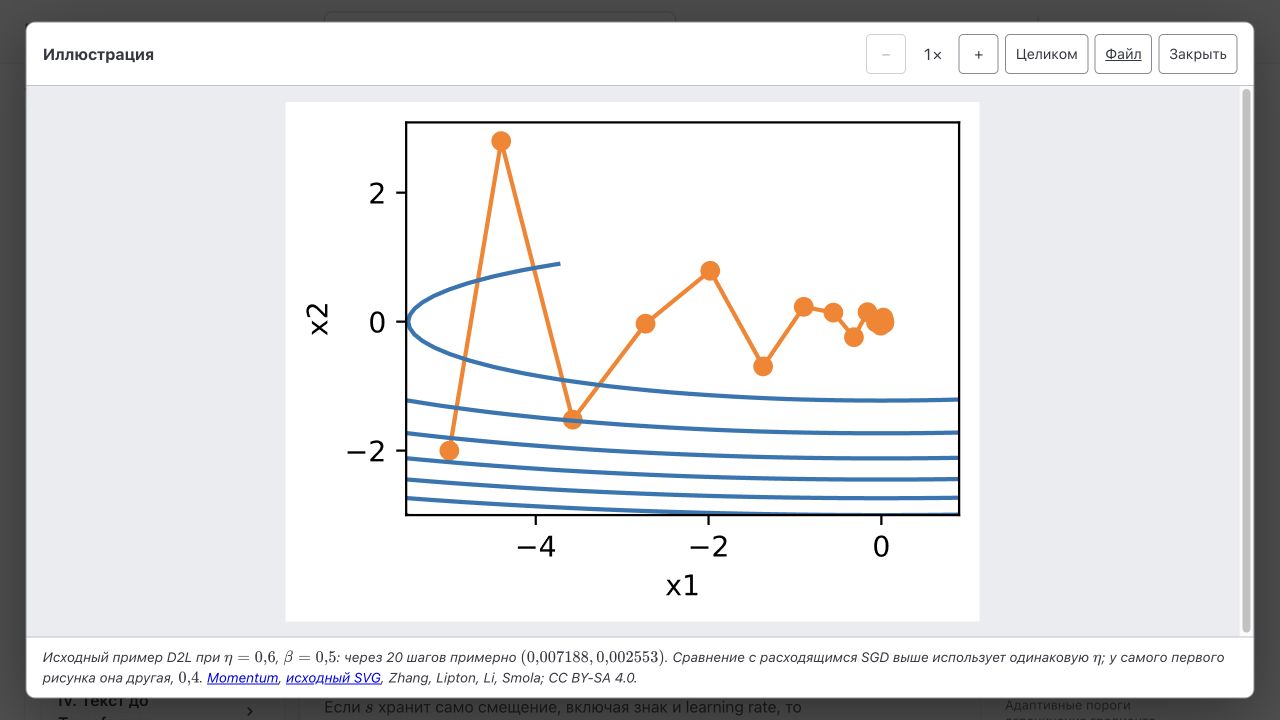 Иллюстрация
− 1× + Целиком Файл Закрыть
2
0
−2
x2
−4 −2 0
x1
Исходный пример D2L при η = 0,6, β = 0,5: через 20 шагов примерно (0,007188, 0,002553). Сравнение с расходящимся SGD выше использует одинаковую η; у самого первого
рисунка она другая, 0,4. Momentum, исходный SVG, Zhang, Lipton, Li, Smola; CC BY-SA 4.0.
IV. Текст до
Если s хранит само смещение, включая знак и learning rate, то
Адаптивные пороги